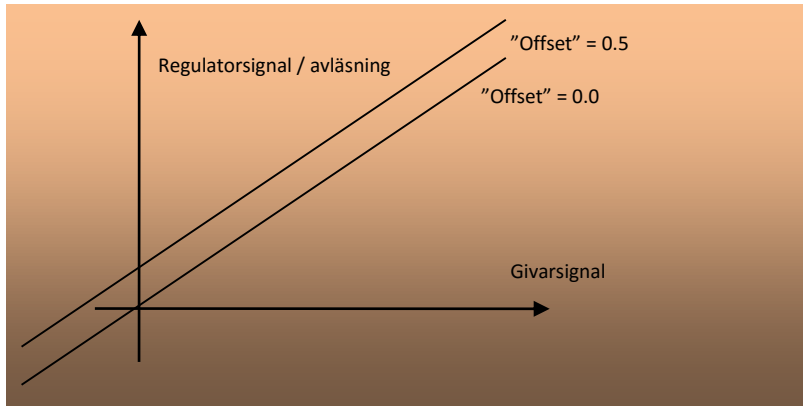 ”Offset” = 0.5
Regulatorsignal / avläsning
”Offset” = 0.0
Givarsignal